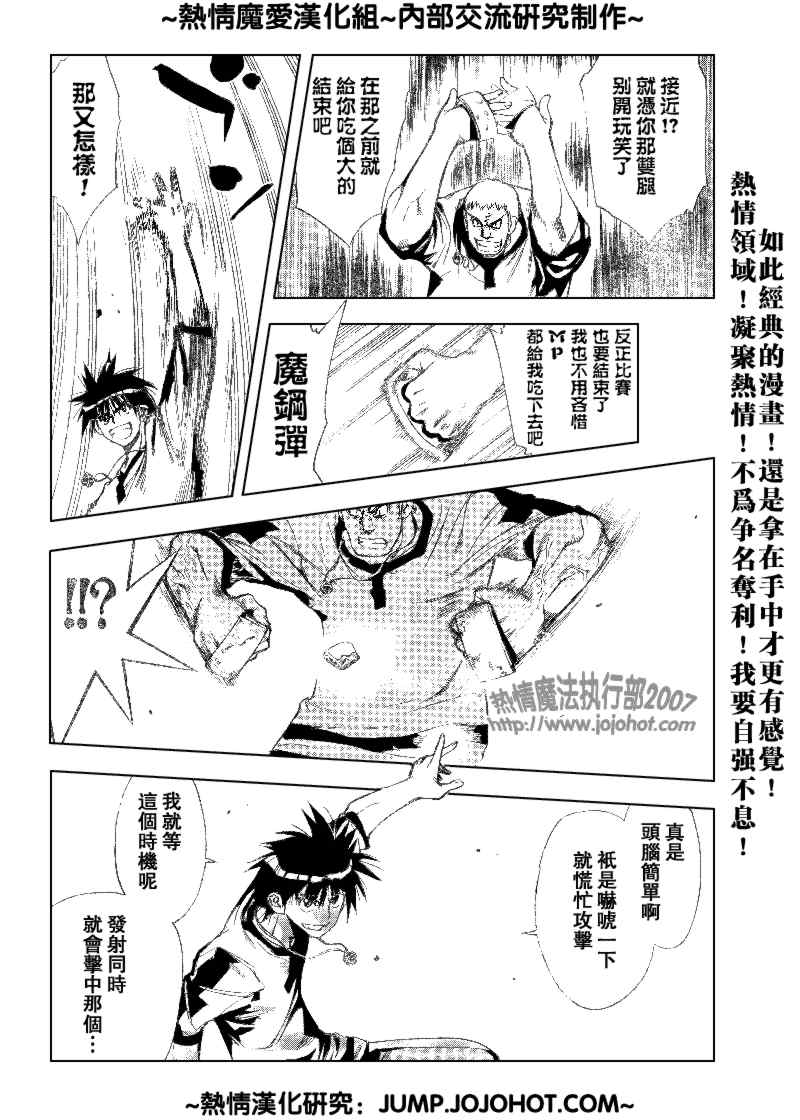 ~熱情魔愛漢化組~內部交流研究制作~
接近!?
就憑你那雙腿
別開玩笑了
在那之前就
給你吃個大的
結束吧
バン
那又怎樣！
反正比賽
也要結束了
我也不用吝惜
MP
都給我吃下去吧
魔鋼彈
!!?
热情魔法执行部2007
http://www.jojohot.com
真是
頭腦簡單啊
衹是嚇唬一下
就慌忙攻擊
我就等
這個時機呢
發射同時
就會擊中那個…
如此經典的漫畫！還是拿在手中才更有感覺！
熱情領域！凝聚熱情！不爲争名奪利！我要自强不息！
~熱情漢化研究：JUMP.JOJOHOT.COM~